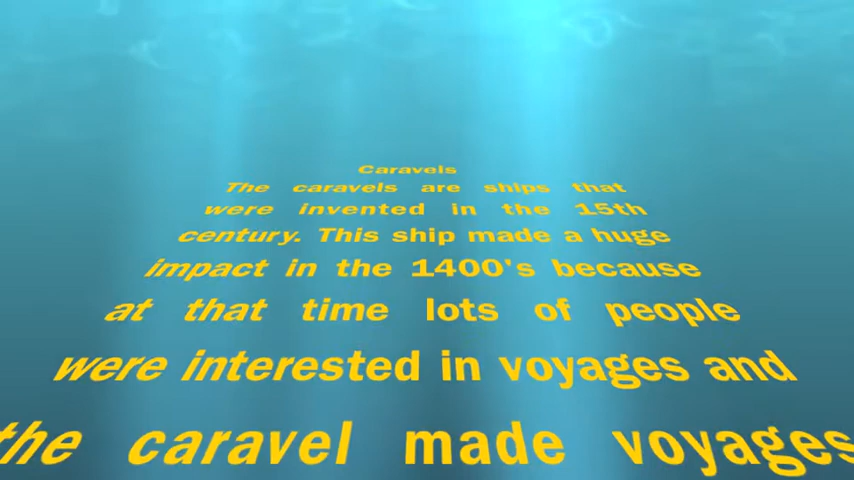 Caravels
The caravels are ships that
were invented in the 15th
century. This ship made a huge
impact in the 1400's because
at that time lots of people
were interested in voyages and
the caravel made voyages